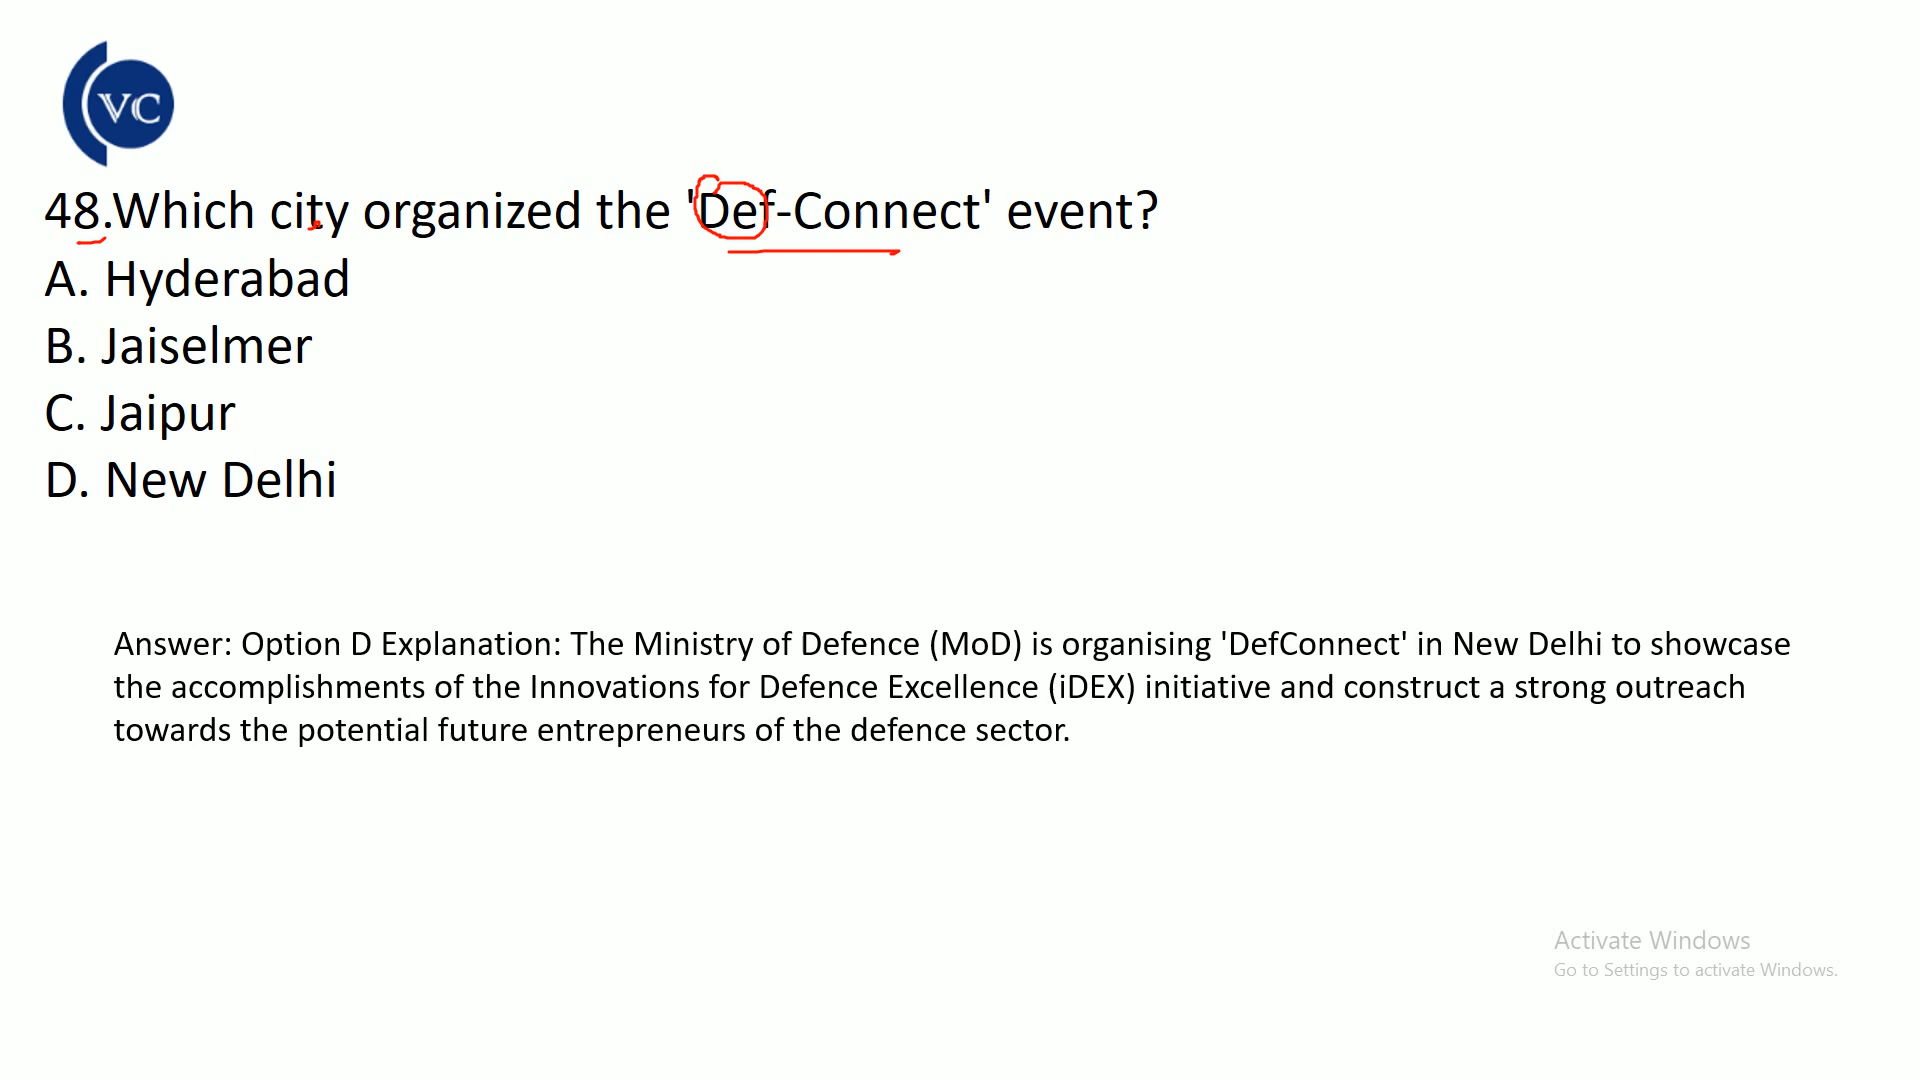 VC
48.Which city organized the 'Def-Connect' event?
A. Hyderabad
B. Jaiselmer
C. Jaipur
D. New Delhi
Answer: Option D Explanation: The Ministry of Defence (MoD) is organising 'DefConnect' in New Delhi to showcase
the accomplishments of the Innovations for Defence Excellence (iDEX) initiative and construct a strong outreach
towards the potential future entrepreneurs of the defence sector.
Activate Windows
Go to Settings to activate Windows.